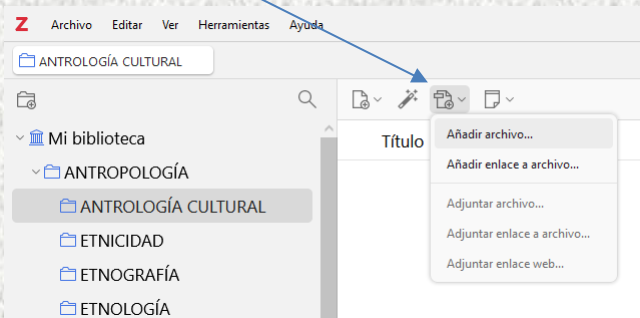 Z Archivo Editar Ver Herramientas Ayuda
ANTROLOGÍA CULTURAL
Mi biblioteca
ANTROPOLOGÍA
ANTROLOGÍA CULTURAL
ETNICIDAD
ETNOGRAFÍA
ETNOLOGÍA
Título
Añadir archivo...
Añadir enlace a archivo...
Adjuntar archivo...
Adjuntar enlace a archivo...
Adjuntar enlace web...